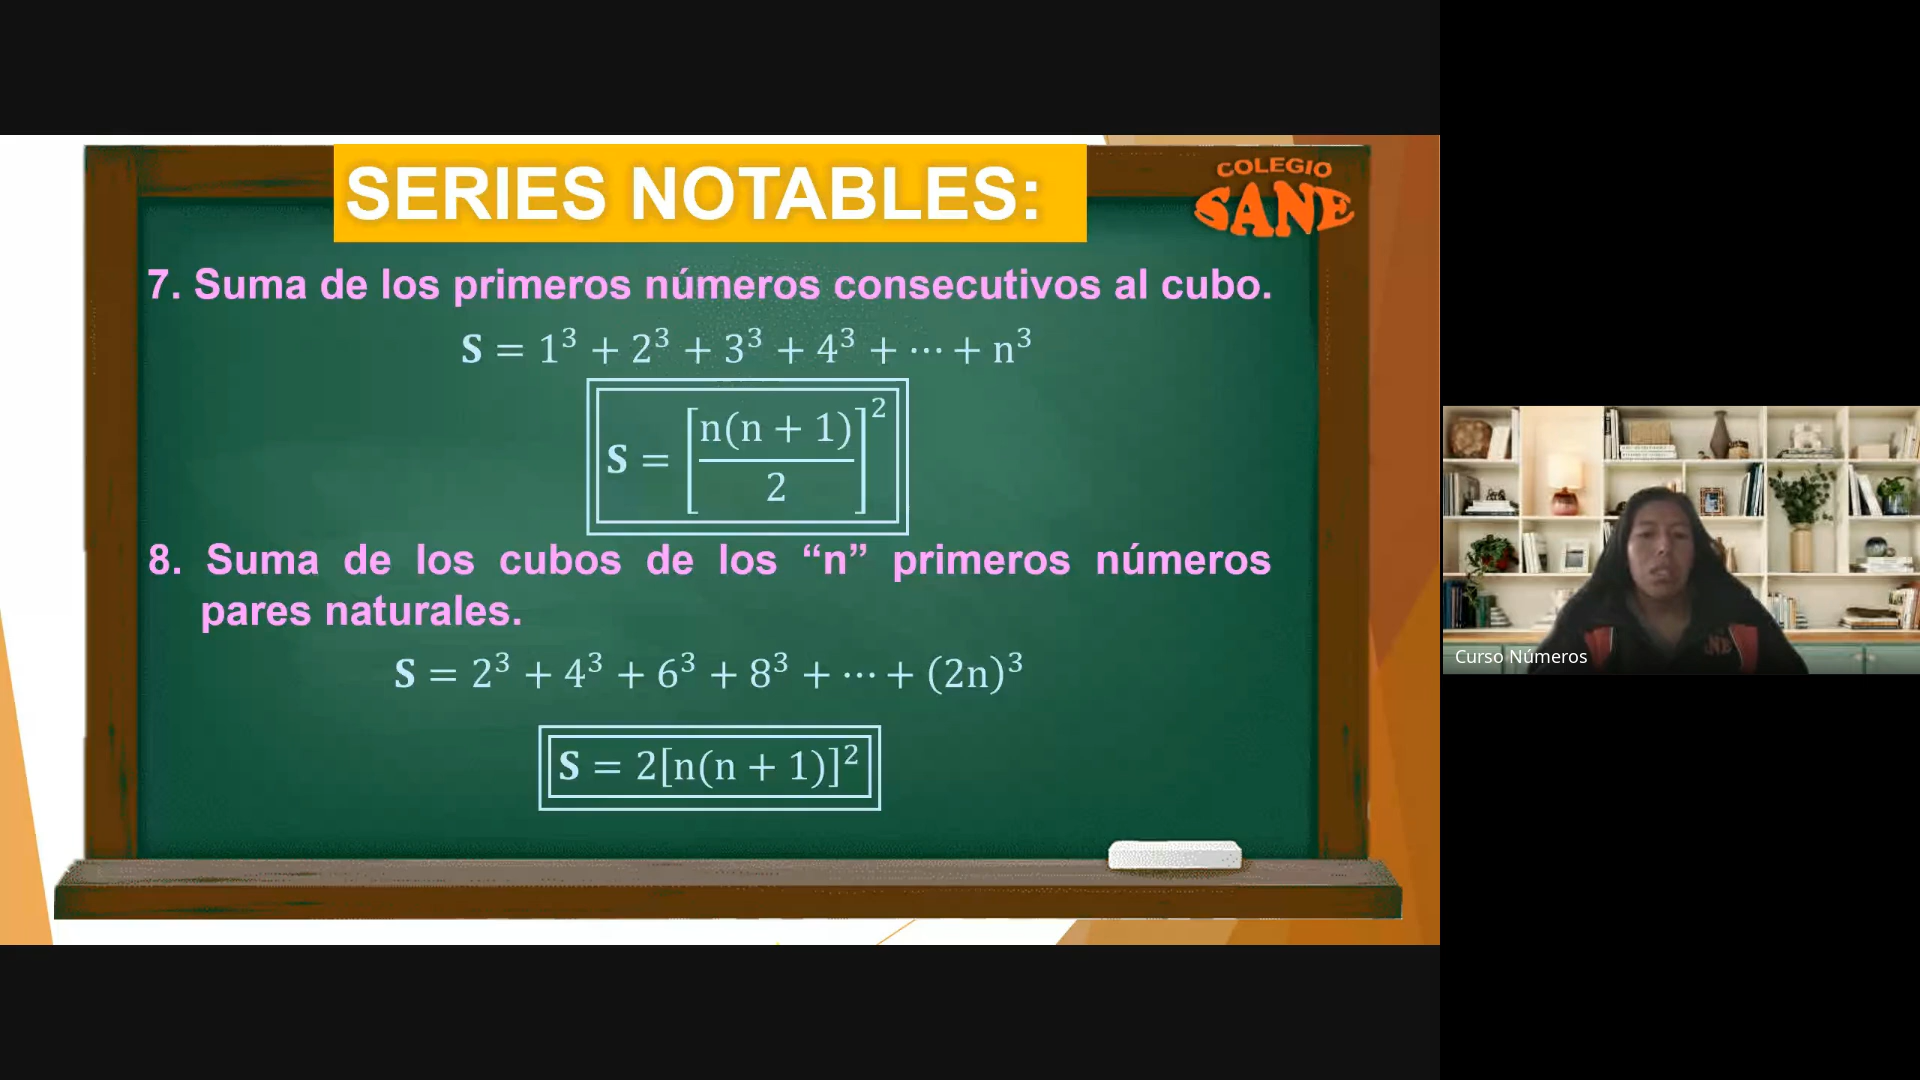 SERIES NOTABLES:
COLEGIO
SANE
7. Suma de los primeros números consecutivos al cubo.
S = 1³ + 2³ + 3³ + 4³ + ⋯ + n³
S = [n(n + 1)/2]²
8. Suma de los cubos de los “n” primeros números
pares naturales.
S = 2³ + 4³ + 6³ + 8³ + ⋯ + (2n)³
S = 2[n(n + 1)]²
Curso Números